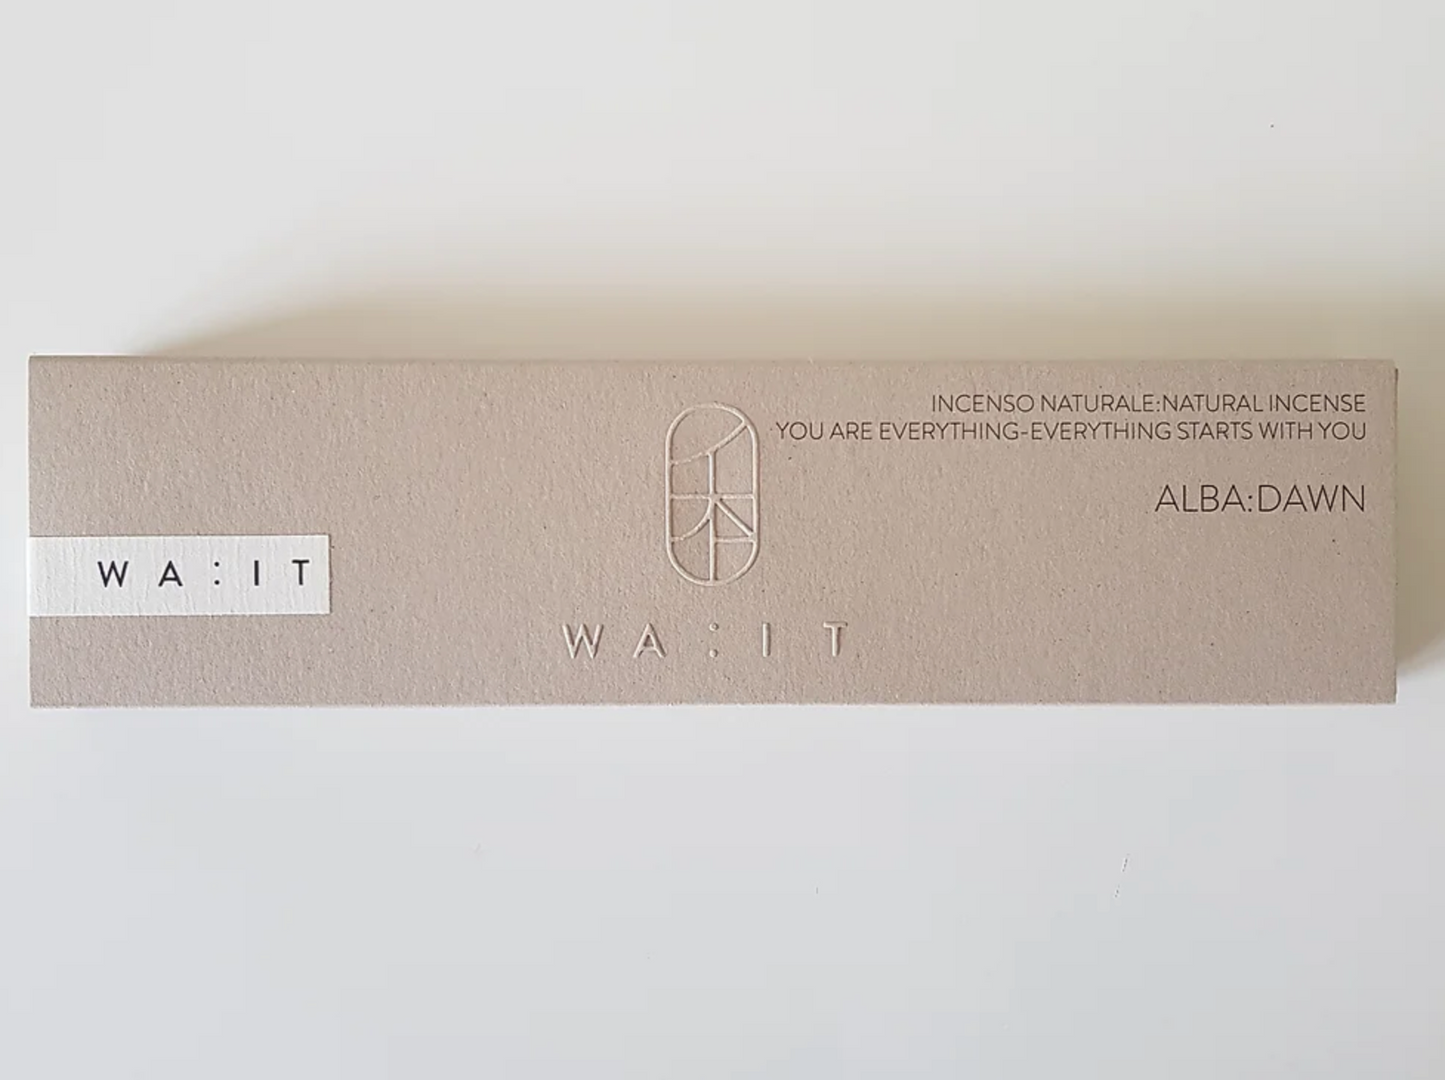 INCENSO NATURALE:NATURAL INCENSE
YOU ARE EVERYTHING-EVERYTHING STARTS WITH YOU
ALBA:DAWN
WA:IT
WA:IT